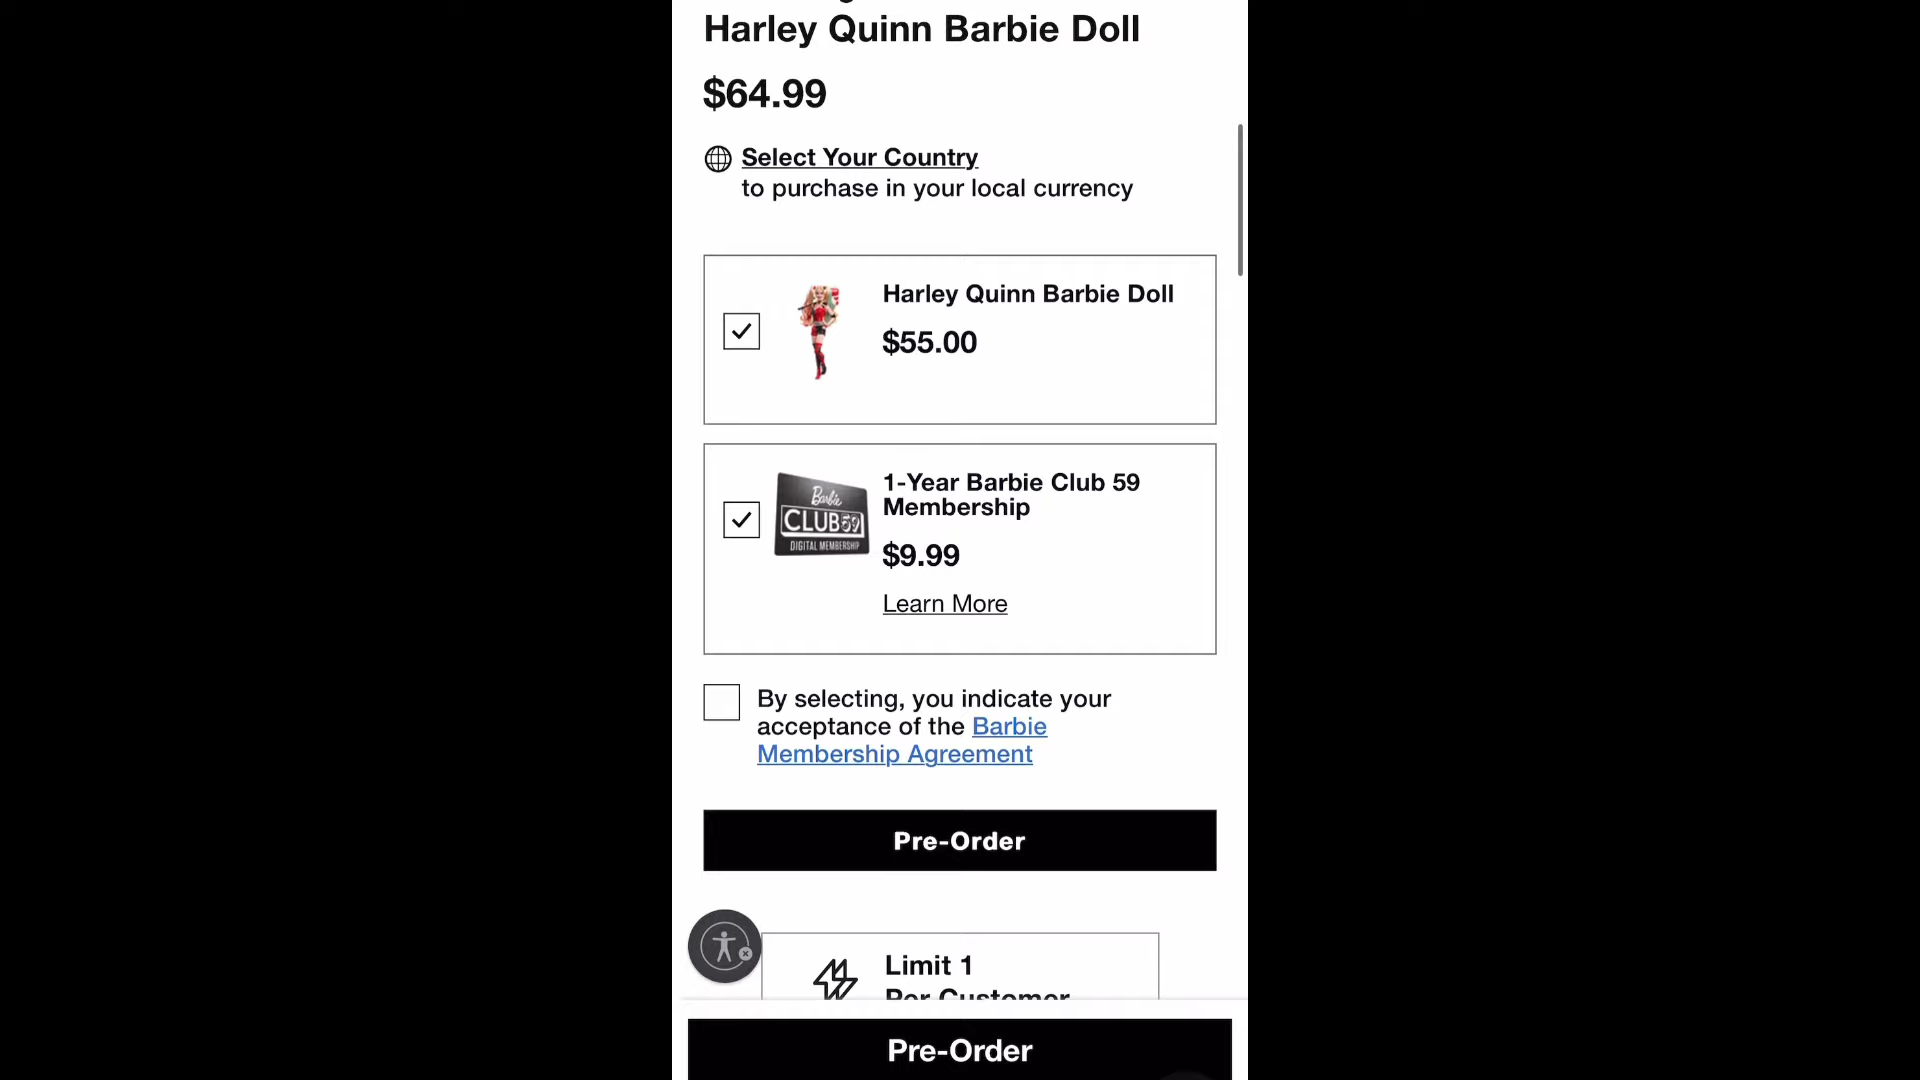 Harley Quinn Barbie Doll
$64.99
Select Your Country
to purchase in your local currency
Harley Quinn Barbie Doll
$55.00
Barbie
CLUB59
DIGITAL MEMBERSHIP
1-Year Barbie Club 59
Membership
$9.99
Learn More
By selecting, you indicate your
acceptance of the Barbie
Membership Agreement
Pre-Order
Limit 1
Per Customer
Pre-Order